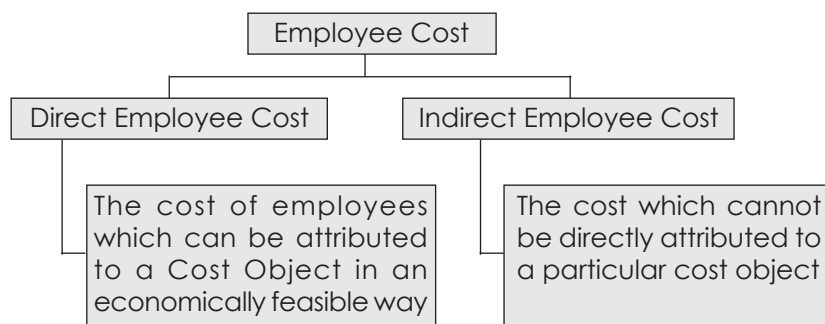 Employee Cost
Direct Employee Cost
Indirect Employee Cost
The cost of employees
which can be attributed
to a Cost Object in an
economically feasible way
The cost which cannot
be directly attributed to
a particular cost object